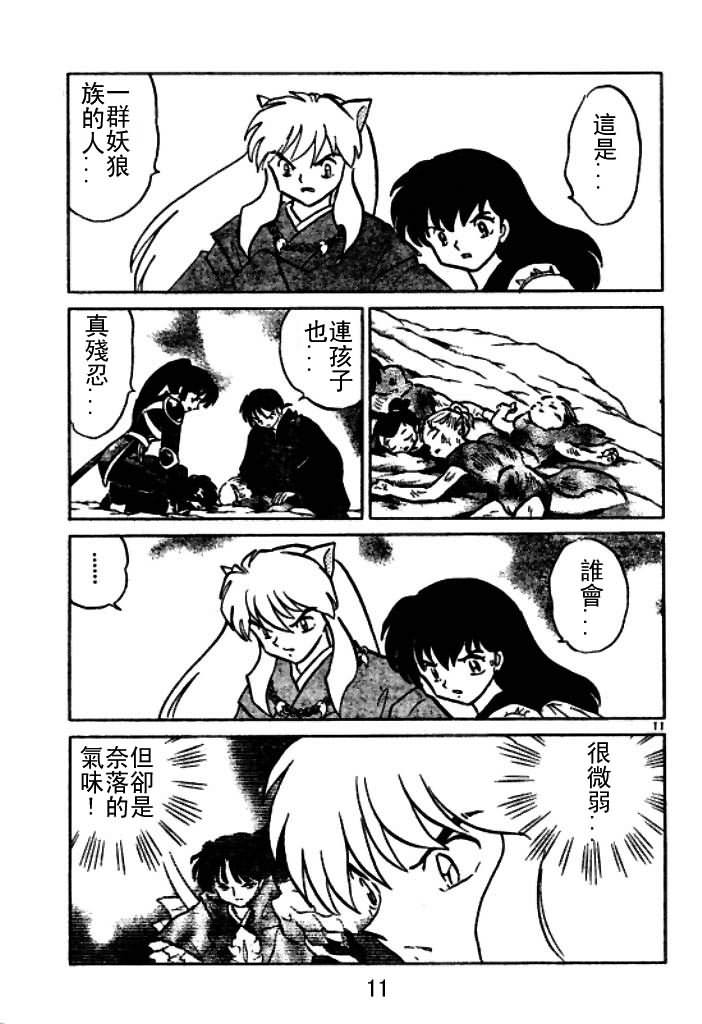 這是···
一群妖狼
族的人···
連孩子
也···
真殘忍···
誰會···
······
11
很微弱···
但卻是
奈落的
氣味！
11